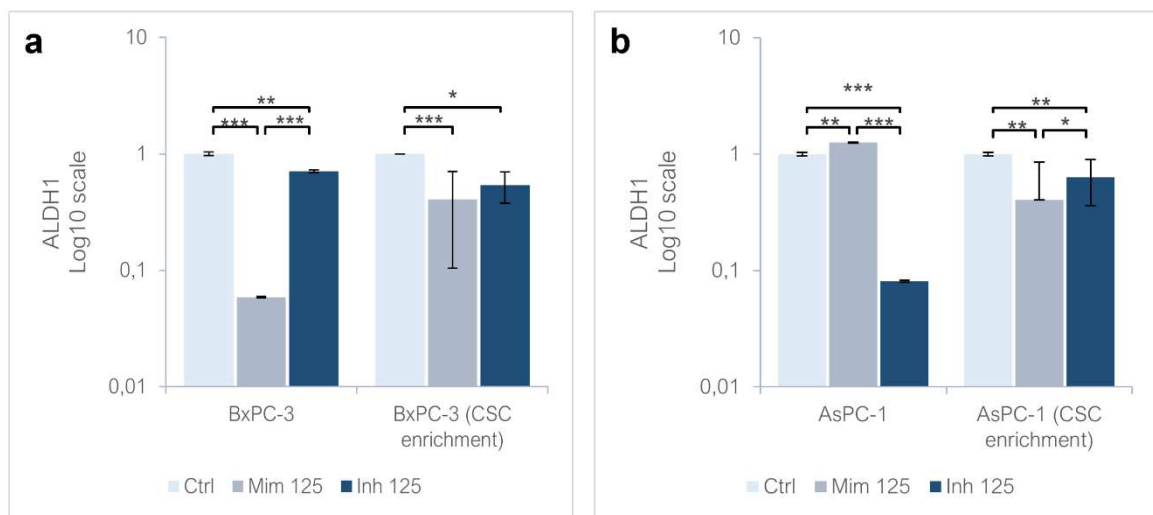 a
10
1
0,1
0,01
ALDH1
Log10 scale
**
***
***
*
***
BxPC-3
BxPC-3 (CSC
enrichment)
Ctrl
Mim 125
Inh 125
b
10
1
0,1
0,01
ALDH1
Log10 scale
***
**
***
**
**
*
AsPC-1
AsPC-1 (CSC
enrichment)
Ctrl
Mim 125
Inh 125